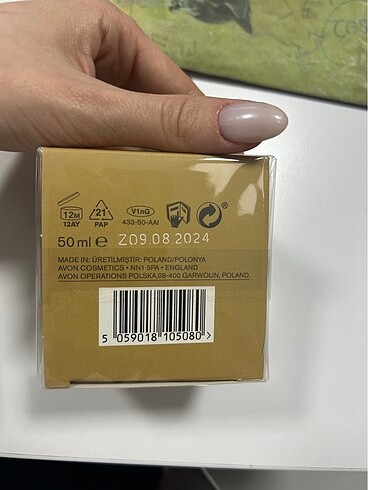 12M
12AY
21
PAP
V1nG
433-50-AAI
50 ml e Z09.08.2024
MADE IN: ÜRETİLMİŞTİR: POLAND/POLONYA
AVON COSMETICS • NN1 5PA • ENGLAND
AVON OPERATIONS POLSKA,08-400 GARWOLIN, POLAND.
5 059018 105080 >